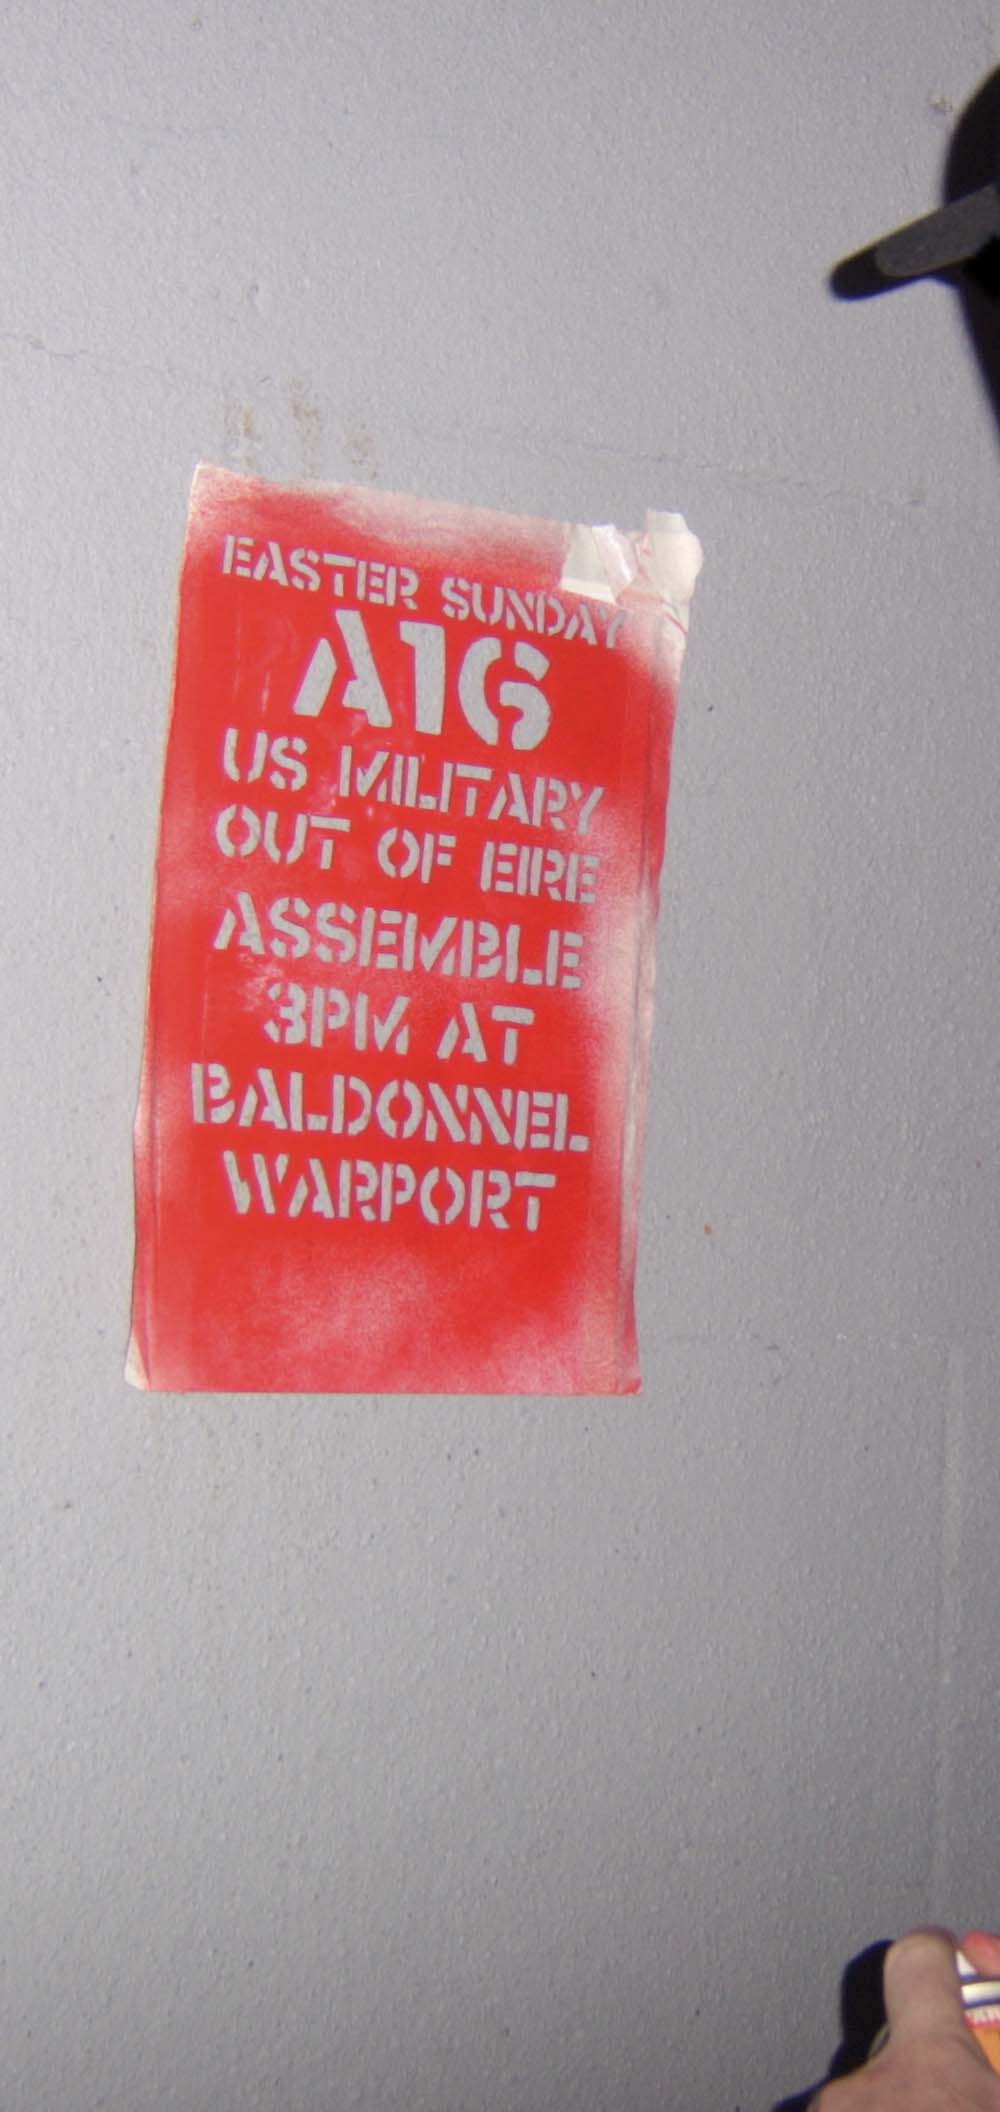 EASTER SUNDAY
A16
US MILITARY
OUT OF EIRE
ASSEMBLE
3PM AT
BALDONNEL
WARPORT